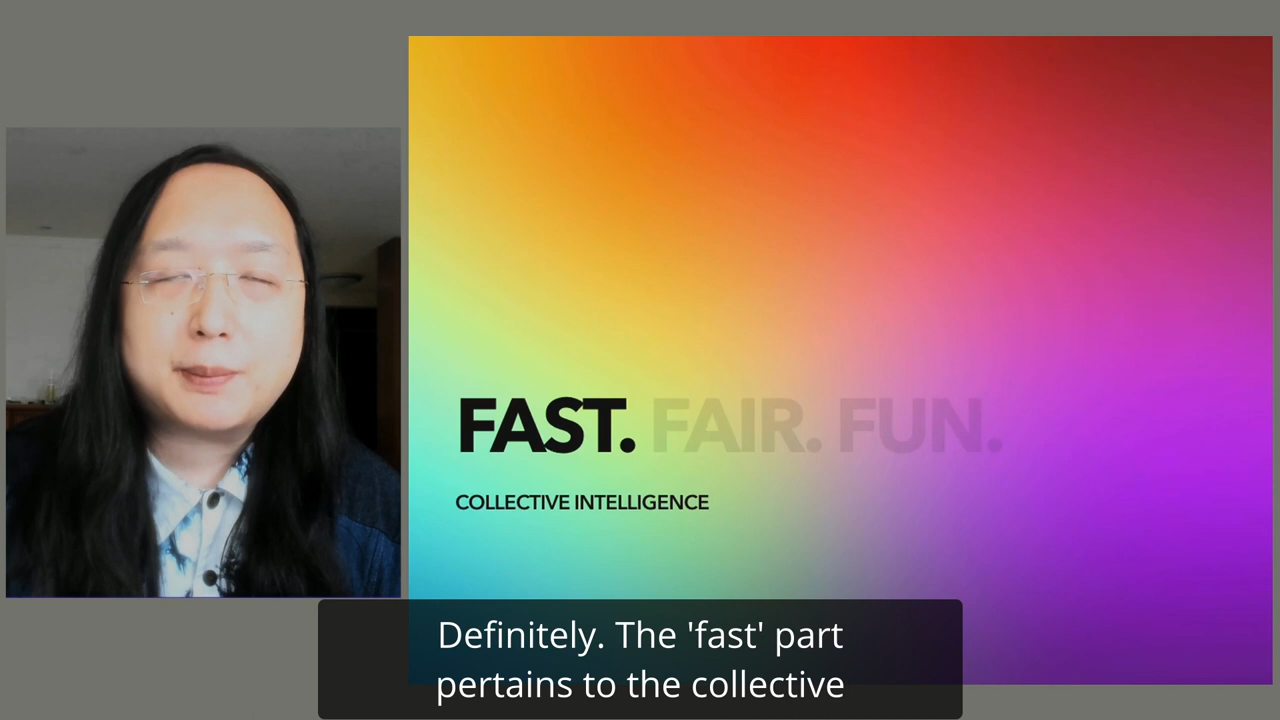 FAST. FAIR. FUN.
COLLECTIVE INTELLIGENCE
Definitely. The 'fast' part
pertains to the collective